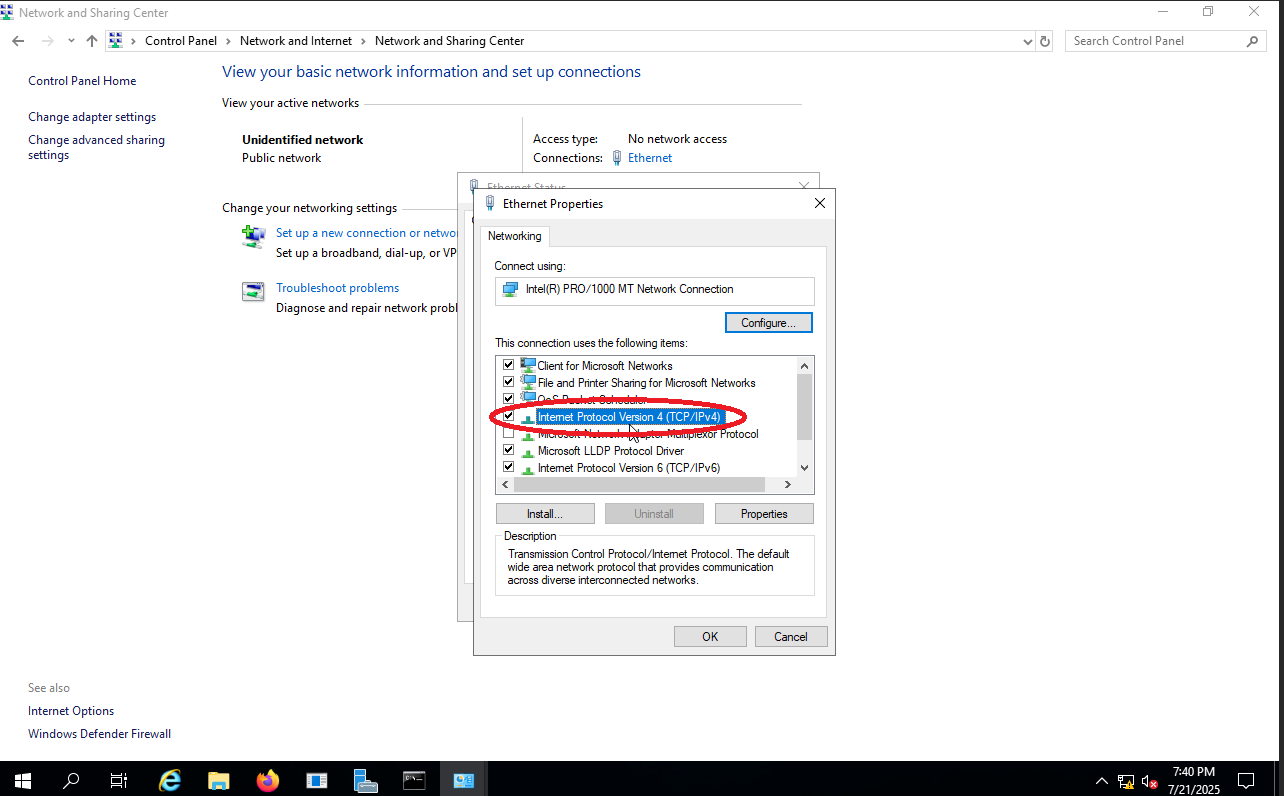 Network and Sharing Center
Control Panel > Network and Internet > Network and Sharing Center
Search Control Panel
Control Panel Home
Change adapter settings
Change advanced sharing
settings
View your basic network information and set up connections
View your active networks
Unidentified network
Public network
Access type: No network access
Connections: Ethernet
Change your networking settings
Set up a new connection or netwo
Set up a broadband, dial-up, or VP
Troubleshoot problems
Diagnose and repair network probl
Ethernet Status
Ethernet Properties
Networking
Connect using:
Intel(R) PRO/1000 MT Network Connection
Configure...
This connection uses the following items:
Client for Microsoft Networks
File and Printer Sharing for Microsoft Networks
QoS Packet Scheduler
Internet Protocol Version 4 (TCP/IPv4)
Microsoft Network Adapter Multiplexor Protocol
Microsoft LLDP Protocol Driver
Internet Protocol Version 6 (TCP/IPv6)
Install...
Uninstall
Properties
Description
Transmission Control Protocol/Internet Protocol. The default
wide area network protocol that provides communication
across diverse interconnected networks.
OK
Cancel
See also
Internet Options
Windows Defender Firewall
7:40 PM
7/21/2025